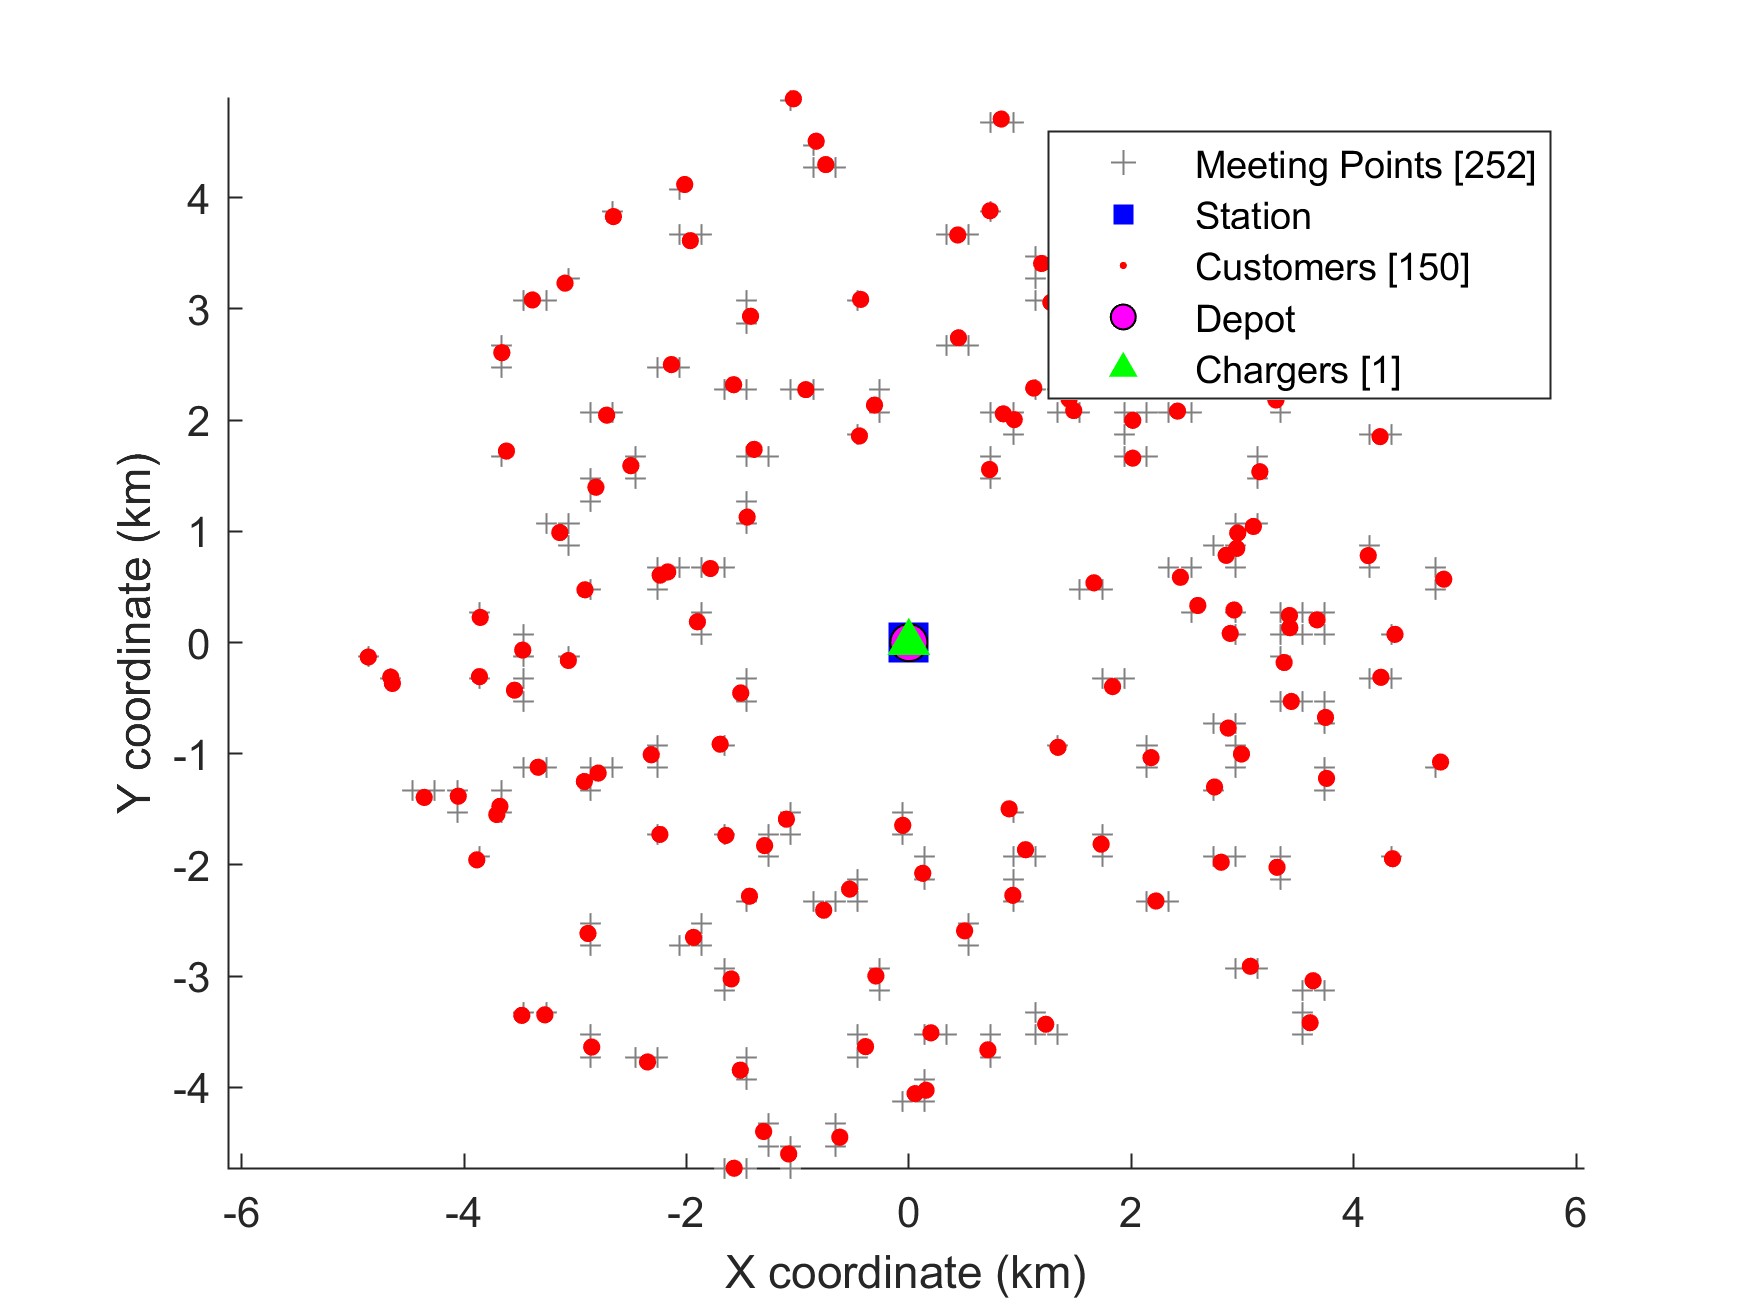 Meeting Points [252]
Station
Customers [150]
Depot
Chargers [1]
4
3
2
1
0
-1
-2
-3
-4
Y coordinate (km)
-6 -4 -2 0 2 4 6
X coordinate (km)